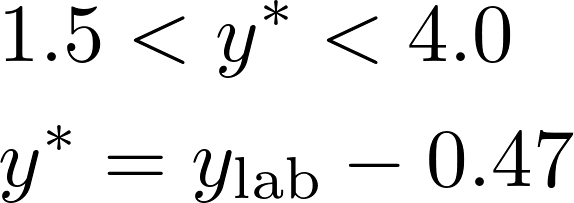 1.5 < y* < 4.0
y* = y_lab − 0.47